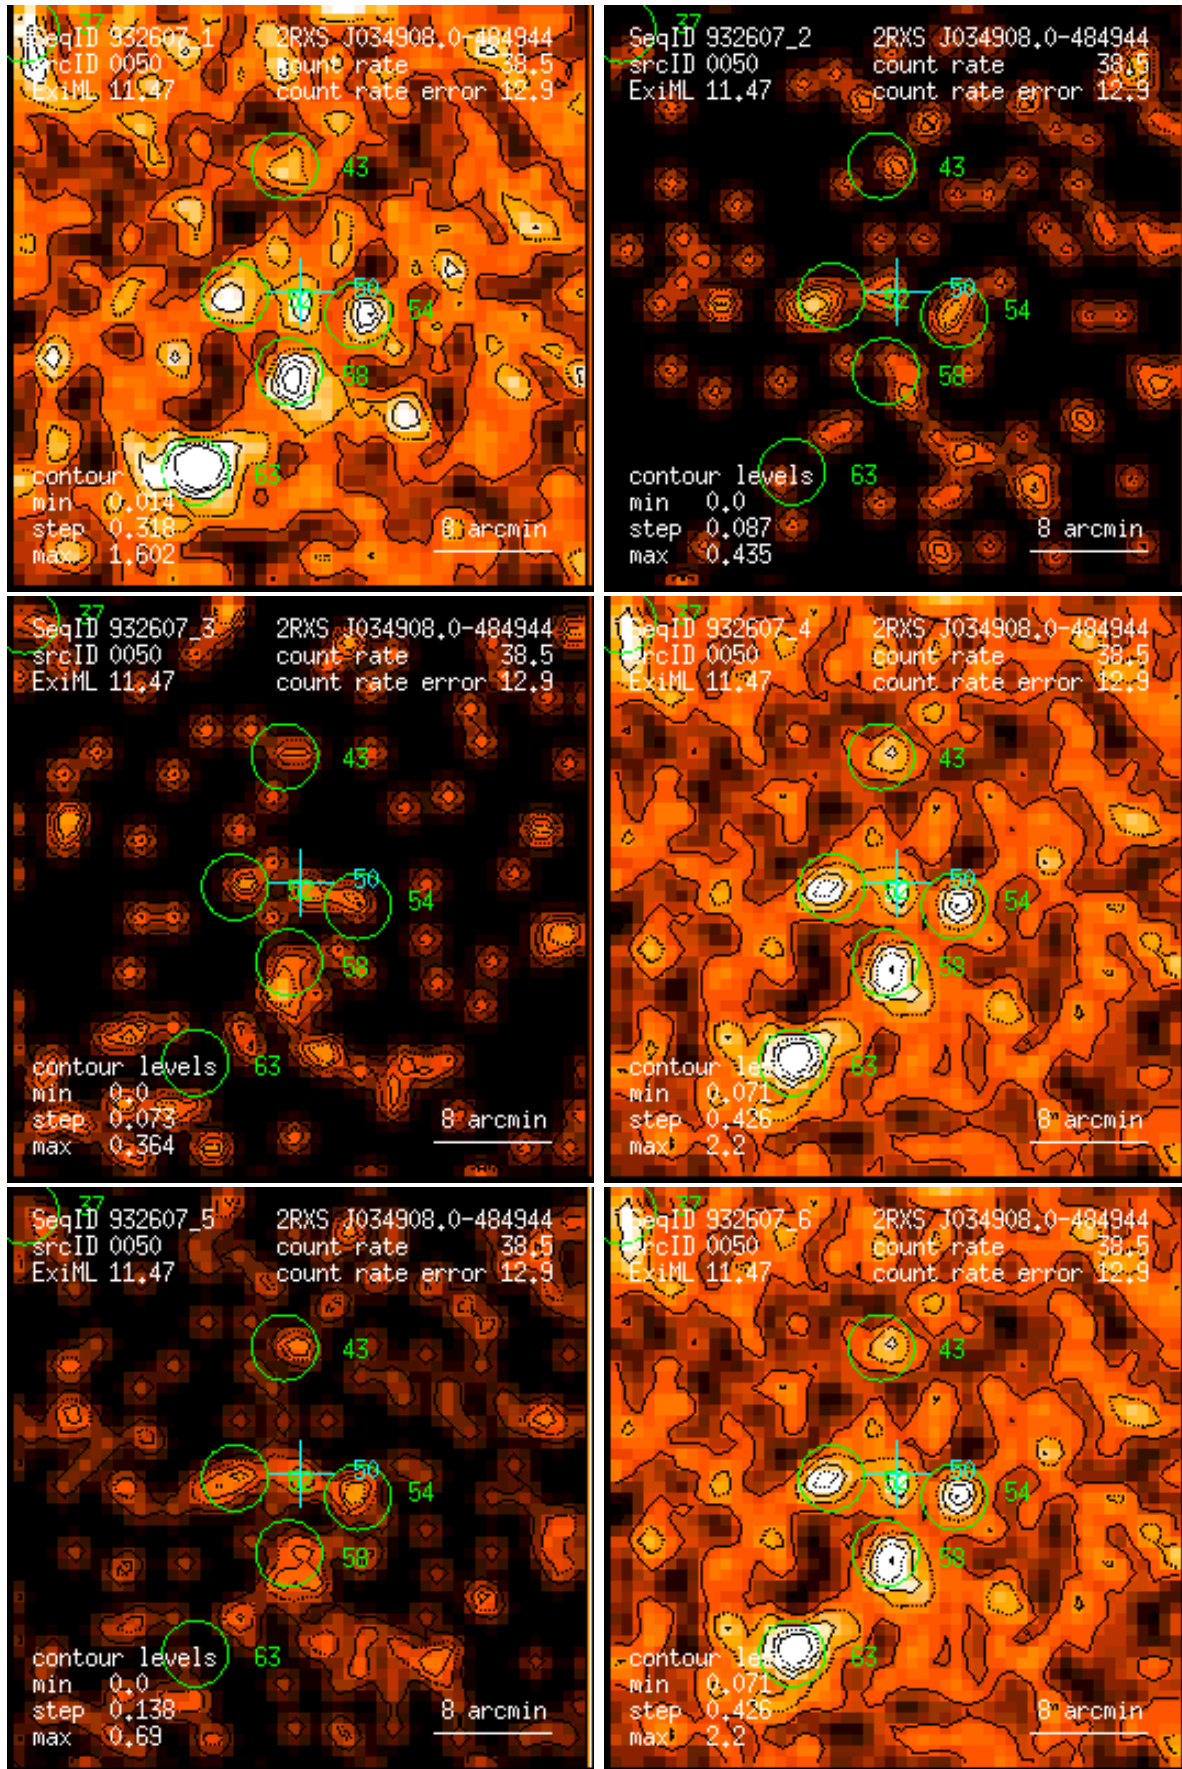 37
SeqID 932607_1 2RXS J034908.0-484944
srcID 0050 count rate 38.5
ExiML 11.47 count rate error 12.9
43
50
54
58
63
contour
min 0.014
step 0.318 8 arcmin
max 1.602
37
SeqID 932607_2 2RXS J034908.0-484944
srcID 0050 count rate 38.5
ExiML 11.47 count rate error 12.9
43
50
54
58
63
contour levels
min 0.0
step 0.087 8 arcmin
max 0.435
37
SeqID 932607_3 2RXS J034908.0-484944
srcID 0050 count rate 38.5
ExiML 11.47 count rate error 12.9
43
50
54
58
63
contour levels
min 0.0
step 0.073 8 arcmin
max 0.364
37
SeqID 932607_4 2RXS J034908.0-484944
srcID 0050 count rate 38.5
ExiML 11.47 count rate error 12.9
43
50
54
58
63
contour
min 0.071
step 0.426 8 arcmin
max 2.2
37
SeqID 932607_5 2RXS J034908.0-484944
srcID 0050 count rate 38.5
ExiML 11.47 count rate error 12.9
43
50
54
58
63
contour levels
min 0.0
step 0.138 8 arcmin
max 0.69
37
SeqID 932607_6 2RXS J034908.0-484944
srcID 0050 count rate 38.5
ExiML 11.47 count rate error 12.9
43
50
54
58
63
contour
min 0.071
step 0.426 8 arcmin
max 2.2